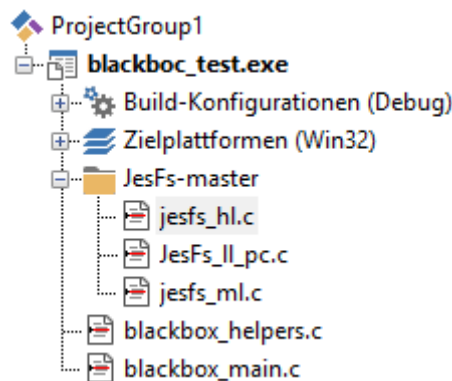 ProjectGroup1
blackboc_test.exe
Build-Konfigurationen (Debug)
Zielplattformen (Win32)
JesFs-master
jesfs_hl.c
JesFs_ll_pc.c
jesfs_ml.c
blackbox_helpers.c
blackbox_main.c